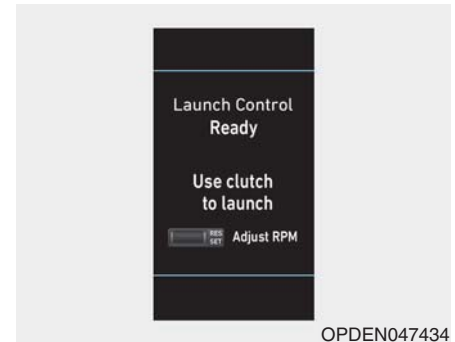 Launch Control
Ready
Use clutch
to launch
RES
SET
Adjust RPM
OPDEN047434